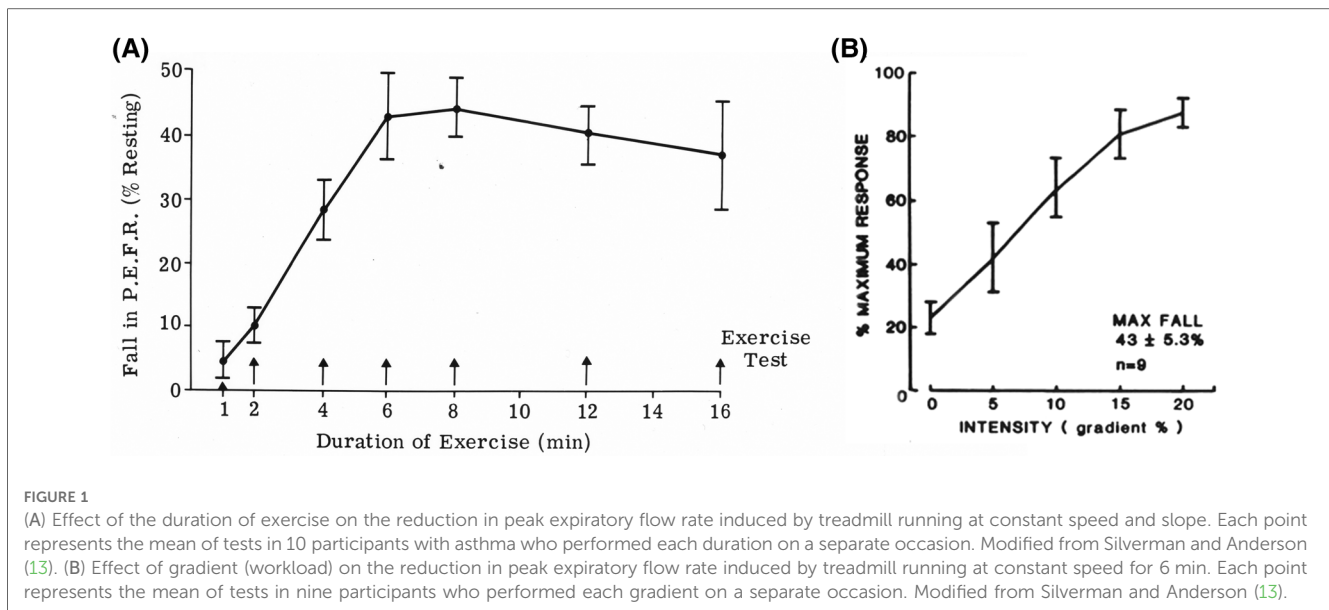 (A)
50
40
30
20
10
0
Fall in P.E.F.R. (% Resting)
Exercise
Test
1 2 4 6 8 10 12 14 16
Duration of Exercise (min)
(B)
100
80
60
40
20
0
% MAXIMUM RESPONSE
MAX FALL
43 ± 5.3%
n=9
0 5 10 15 20
INTENSITY ( gradient % )
FIGURE 1
(A) Effect of the duration of exercise on the reduction in peak expiratory flow rate induced by treadmill running at constant speed and slope. Each point
represents the mean of tests in 10 participants with asthma who performed each duration on a separate occasion. Modified from Silverman and Anderson
(13). (B) Effect of gradient (workload) on the reduction in peak expiratory flow rate induced by treadmill running at constant speed for 6 min. Each point
represents the mean of tests in nine participants who performed each gradient on a separate occasion. Modified from Silverman and Anderson (13).